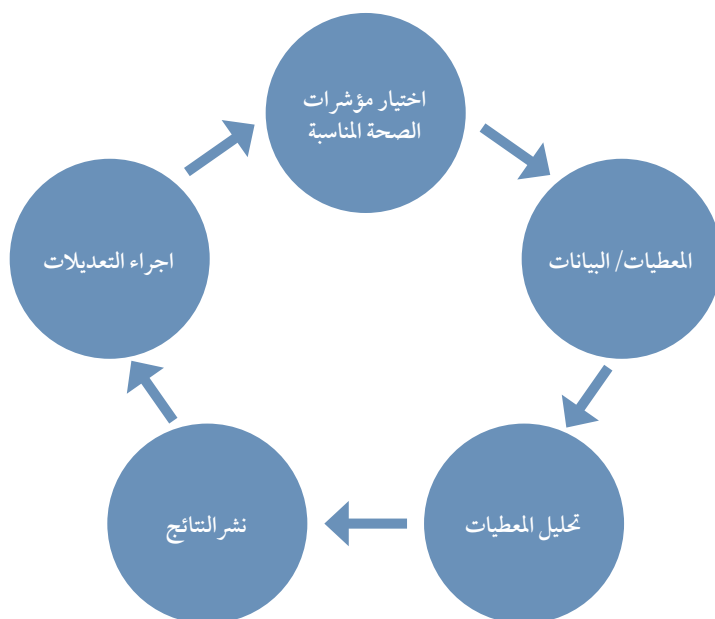 اختيار مؤشرات
الصحة المناسبة
المعطيات/ البيانات
تحليل المعطيات
نشر النتائج
اجراء التعديلات